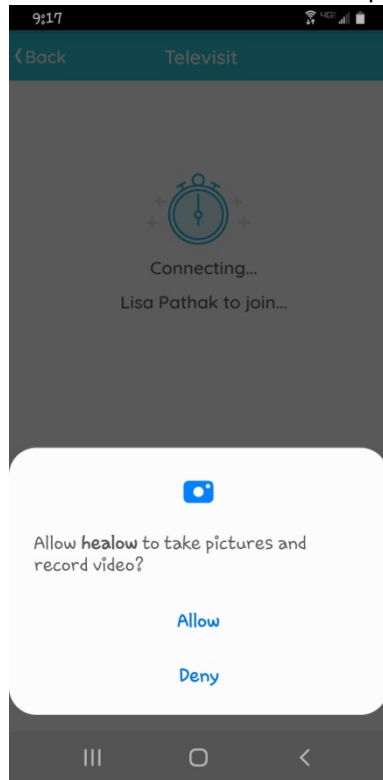 9:17
4GE
Back
Televisit
Connecting...
Lisa Pathak to join...
Allow healow to take pictures and
record video?
Allow
Deny